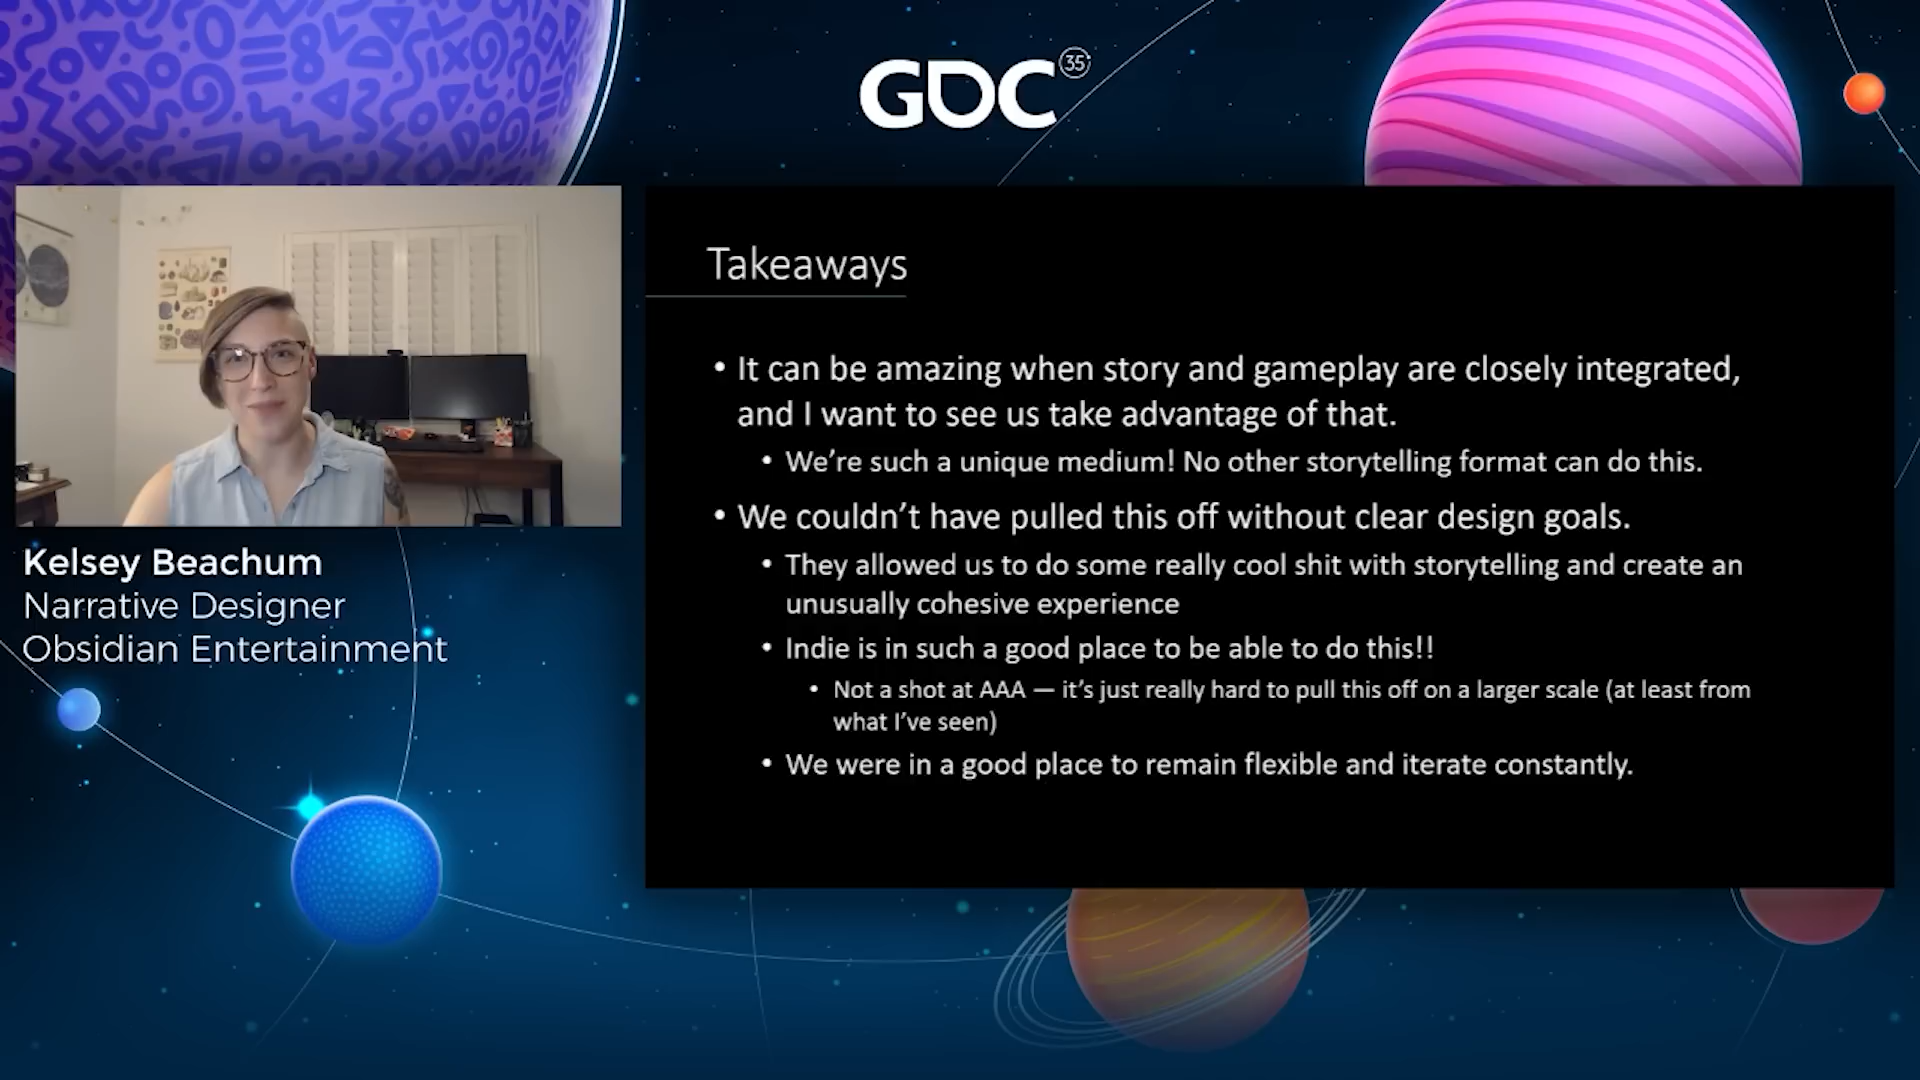 GDC 35
Takeaways
• It can be amazing when story and gameplay are closely integrated,
and I want to see us take advantage of that.
• We’re such a unique medium! No other storytelling format can do this.
• We couldn’t have pulled this off without clear design goals.
• They allowed us to do some really cool shit with storytelling and create an
unusually cohesive experience
• Indie is in such a good place to be able to do this!!
• Not a shot at AAA — it’s just really hard to pull this off on a larger scale (at least from
what I’ve seen)
• We were in a good place to remain flexible and iterate constantly.
Kelsey Beachum
Narrative Designer
Obsidian Entertainment